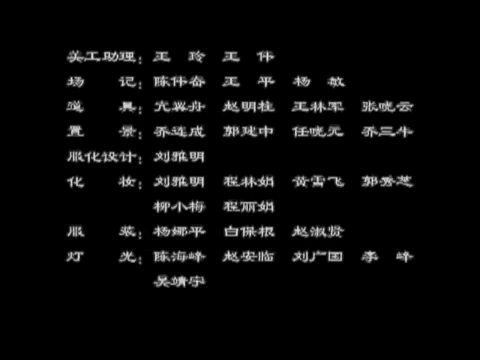 美工助理：王 玲 王 伟
场 记：陈伟奋 王 平 杨 敏
道 具：亢冀舟 赵明柱 王林军 张晓云
置 景：乔连成 郭建中 任晓元 乔三牛
服化设计：刘雅明
化 妆：刘雅明 程林娟 黄雪飞 郭秀芝
柳小梅 程丽娟
服 装：杨娜平 白保根 赵淑贤
灯 光：陈海峰 赵安临 刘广国 李 峰
吴靖宇